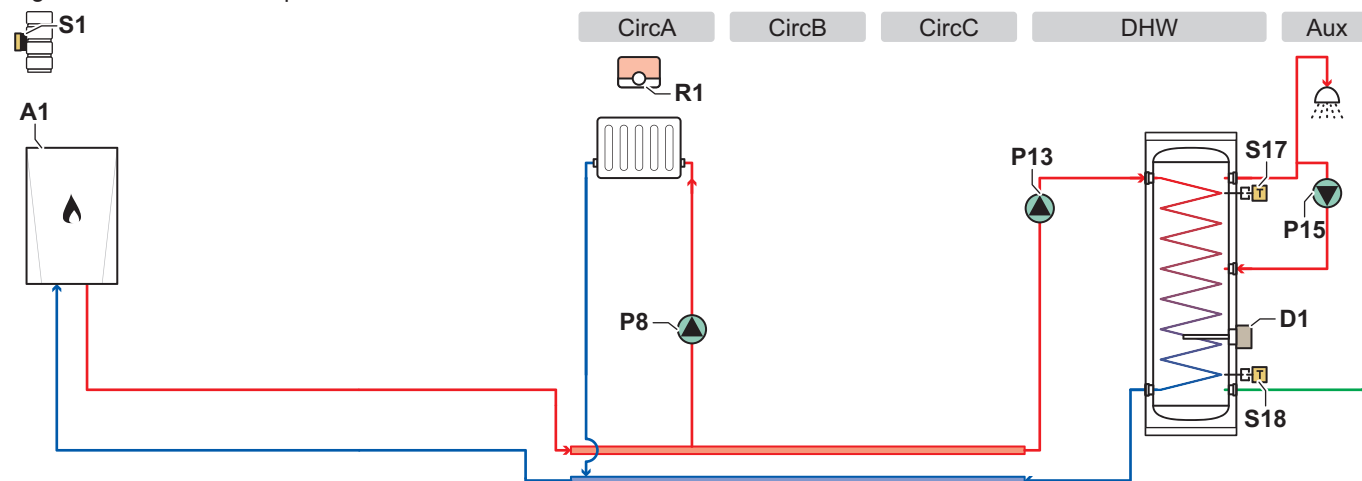 S1
CircA CircB CircC DHW Aux
R1
A1
P13
S17
P15
P8
D1
S18
T
T